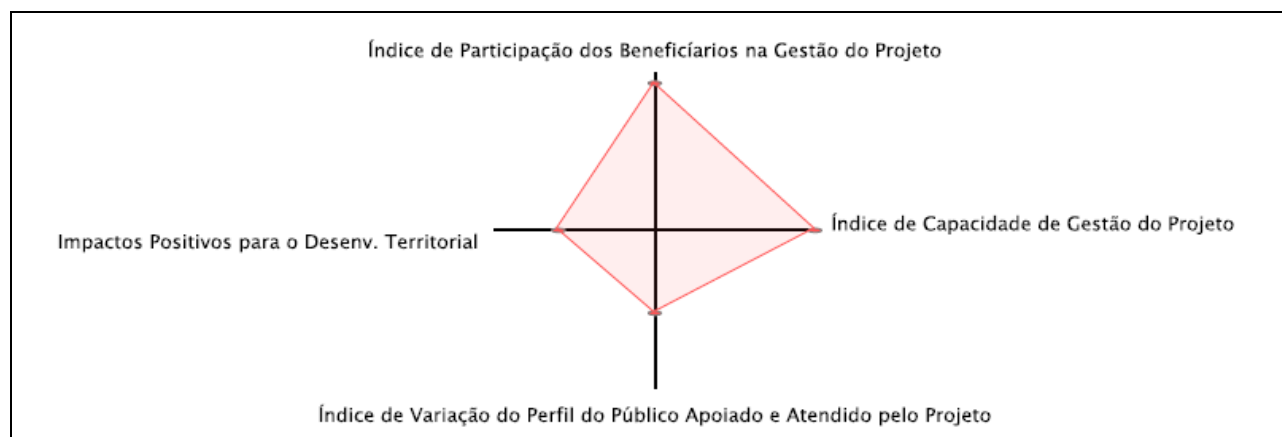 Índice de Participação dos Beneficíarios na Gestão do Projeto
Índice de Capacidade de Gestão do Projeto
Impactos Positivos para o Desenv. Territorial
Índice de Variação do Perfil do Público Apoiado e Atendido pelo Projeto